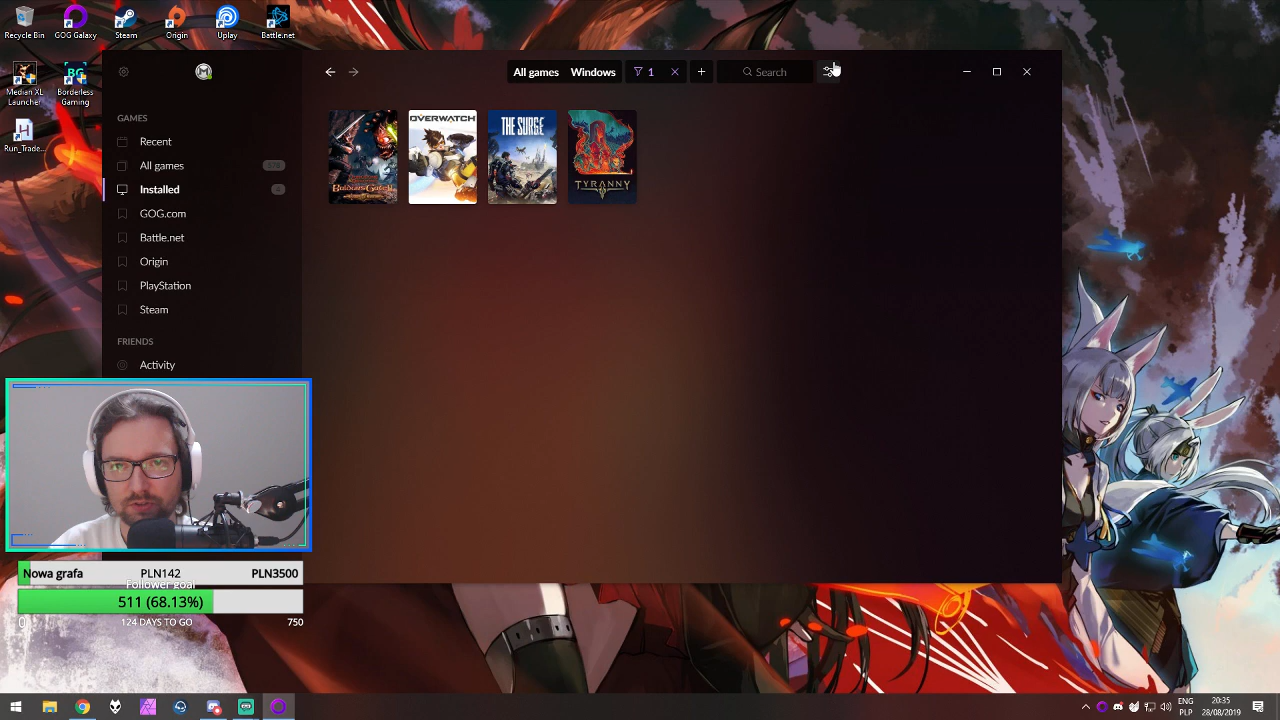 Recycle Bin
GOG Galaxy
Steam
Origin
Uplay
Battle.net
Median XL
Launcher
BG
Borderless
Gaming
Run_Trade...
All games
Windows
1
Search
GAMES
Recent
All games
Installed
GOG.com
Battle.net
Origin
PlayStation
Steam
FRIENDS
Activity
OVERWATCH
THE SURGE
TYRANNY
Nowa grafa
PLN142
PLN3500
Follower goal
511 (68.13%)
0
124 DAYS TO GO
750
ENG
PLP
20:35
28/08/2019